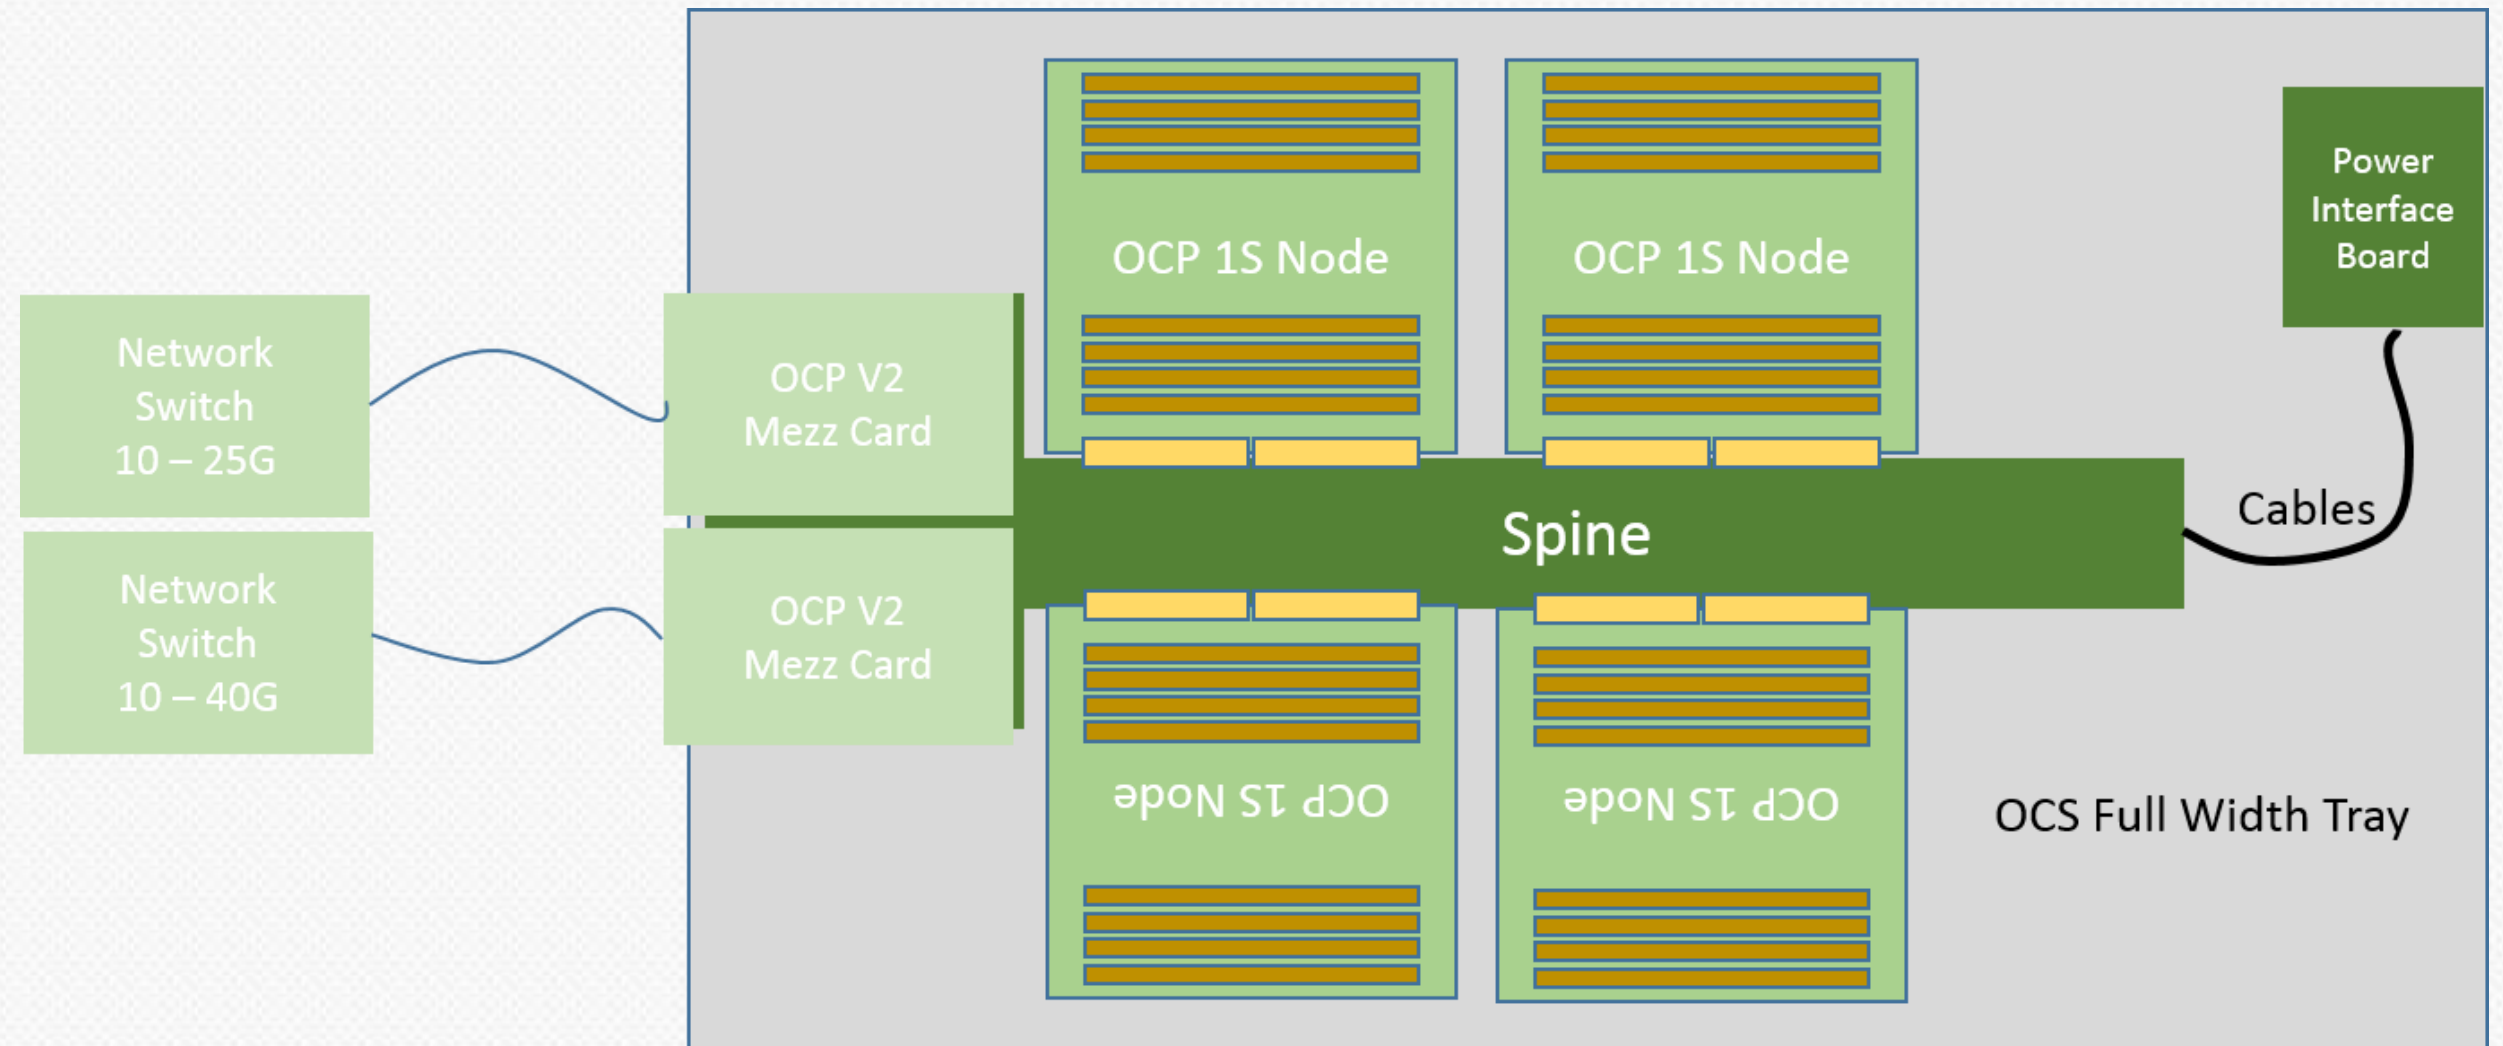 OCP 1S Node
OCP 1S Node
Power
Interface
Board
Network
Switch
10 – 25G
OCP V2
Mezz Card
Spine
Cables
Network
Switch
10 – 40G
OCP V2
Mezz Card
OCP 1S Node
OCP 1S Node
OCS Full Width Tray